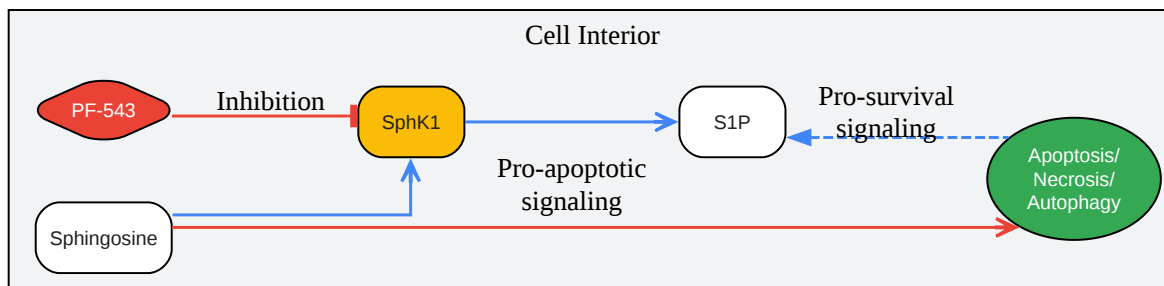 Cell Interior
PF-543
Inhibition
SphK1
S1P
Pro-survival
signaling
Pro-apoptotic
signaling
Apoptosis/
Necrosis/
Autophagy
Sphingosine